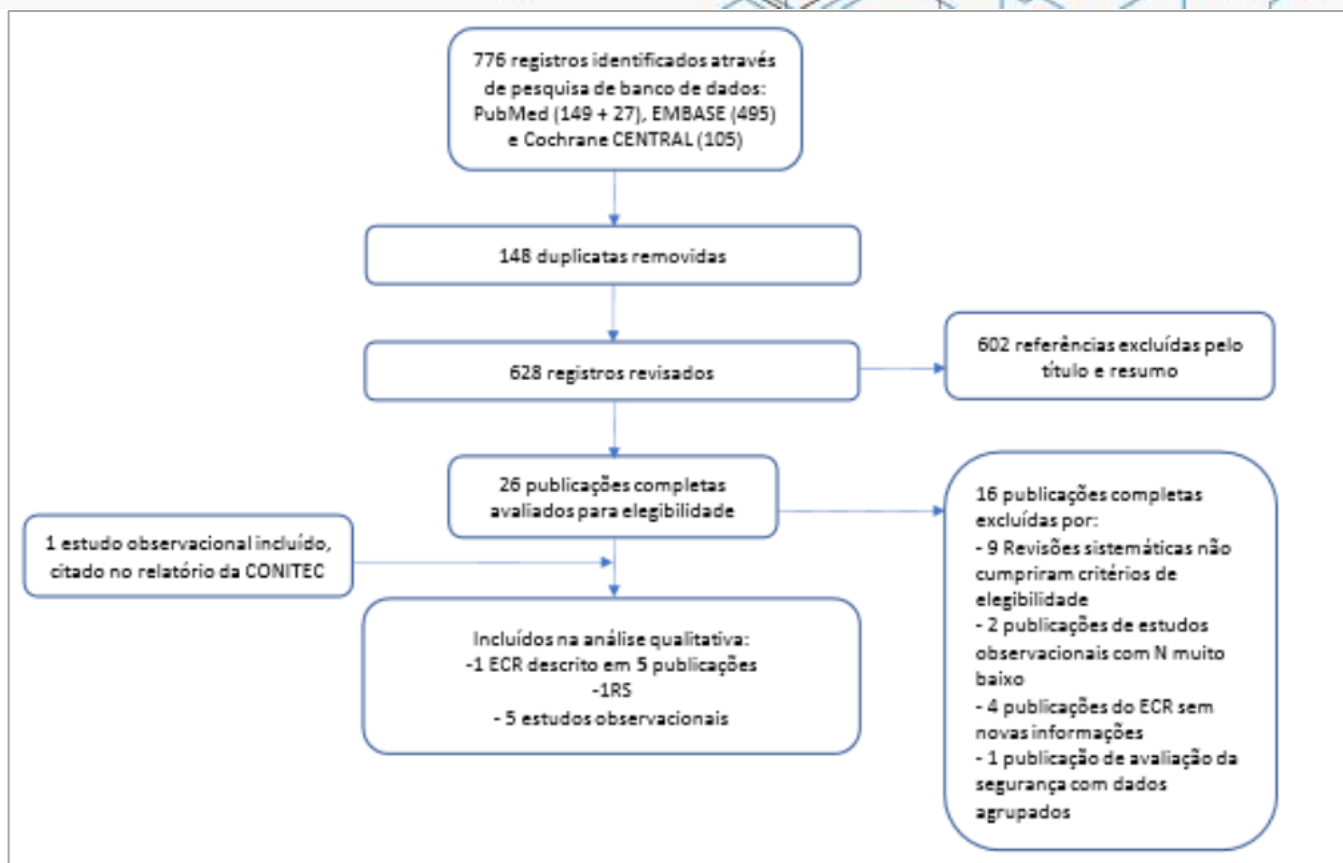 776 registros identificados através
de pesquisa de banco de dados:
PubMed (149 + 27), EMBASE (495)
e Cochrane CENTRAL (105)
148 duplicatas removidas
628 registros revisados
602 referências excluídas pelo
título e resumo
26 publicações completas
avaliados para elegibilidade
16 publicações completas
excluídas por:
- 9 Revisões sistemáticas não
cumpriram critérios de
elegibilidade
- 2 publicações de estudos
observacionais com N muito
baixo
- 4 publicações do ECR sem
novas informações
- 1 publicação de avaliação da
segurança com dados
agrupados
1 estudo observacional incluído,
citado no relatório da CONITEC
Incluídos na análise qualitativa:
-1 ECR descrito em 5 publicações
-1RS
- 5 estudos observacionais